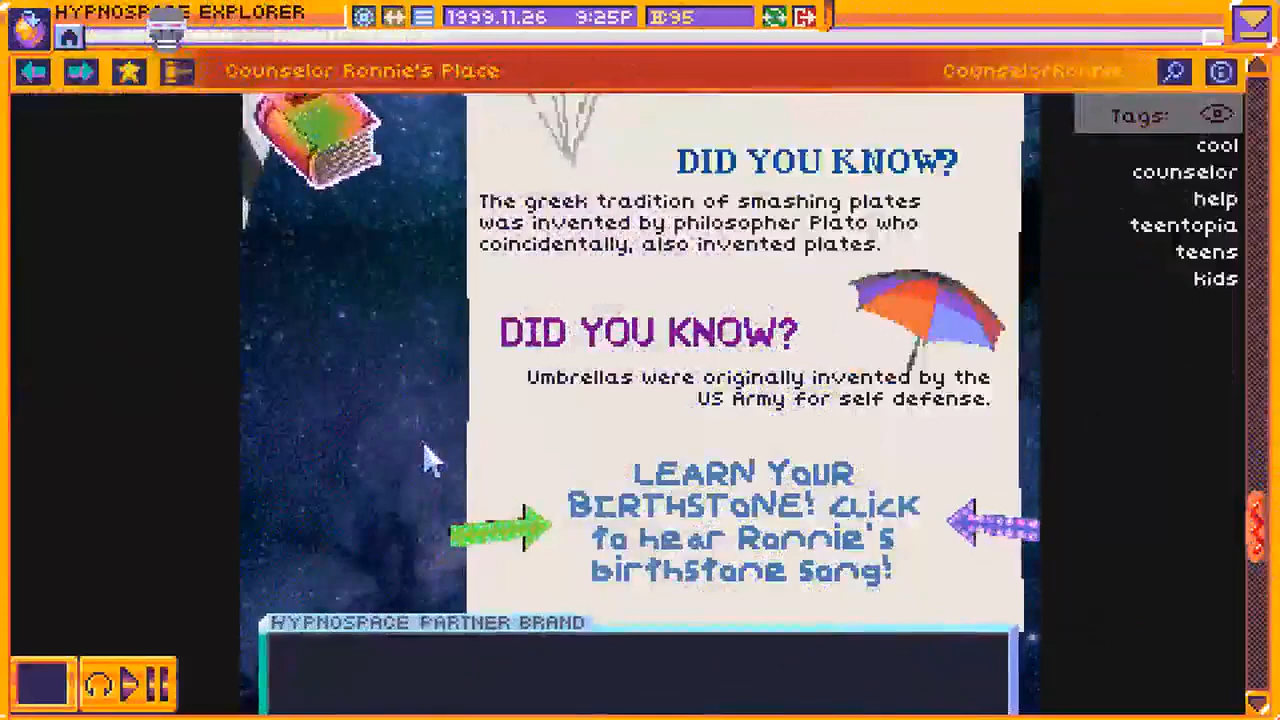 HYPNOSPACE EXPLORER
1999.11.26 9:25P
95
Counselor Ronnie's Place
CounselorRonnie
Tags:
cool
counselor
help
teentopia
teens
kids
DID YOU KNOW?
The greek tradition of smashing plates
was invented by philosopher Plato who
coincidentally, also invented plates.
DID YOU KNOW?
Umbrellas were originally invented by the
US Army for self defense.
LEARN YOUR
BIRTHSTONE! CLicK
to hear Ronnie's
birthstone song!
HYPNOSPACE PARTNER BRAND